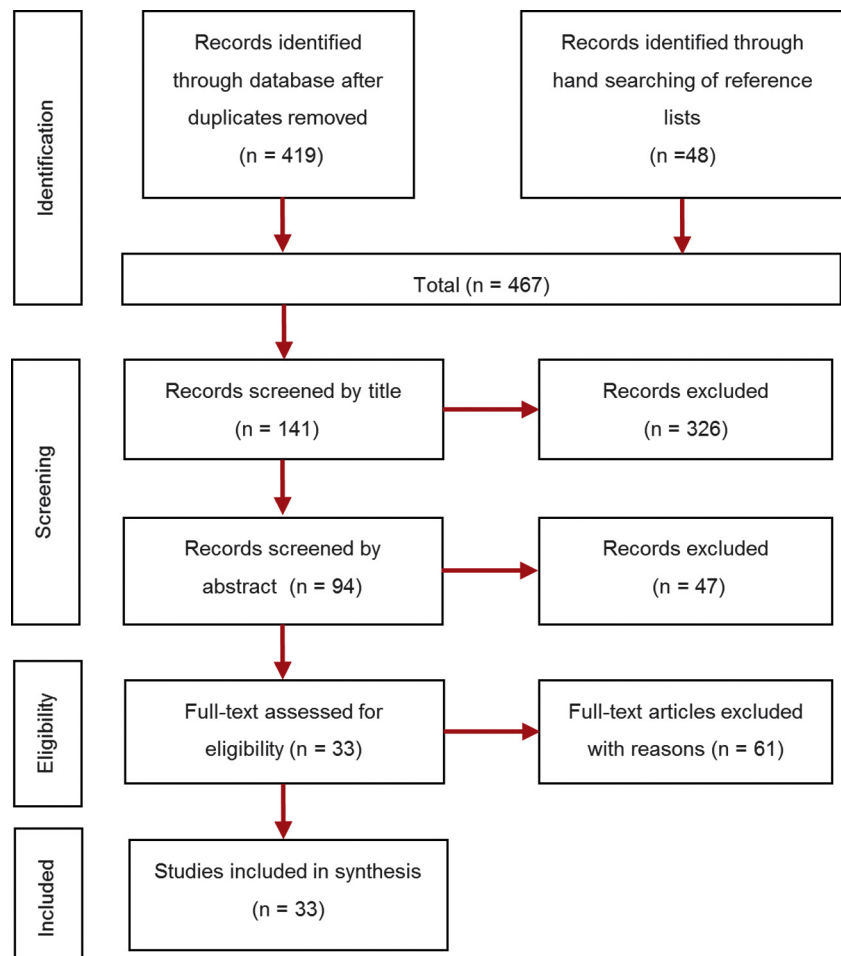 Identification
Records identified
through database after
duplicates removed
(n = 419)
Records identified through
hand searching of reference
lists
(n =48)
Total (n = 467)
Screening
Records screened by title
(n = 141)
Records excluded
(n = 326)
Records screened by
abstract (n = 94)
Records excluded
(n = 47)
Eligibility
Full-text assessed for
eligibility (n = 33)
Full-text articles excluded
with reasons (n = 61)
Included
Studies included in synthesis
(n = 33)